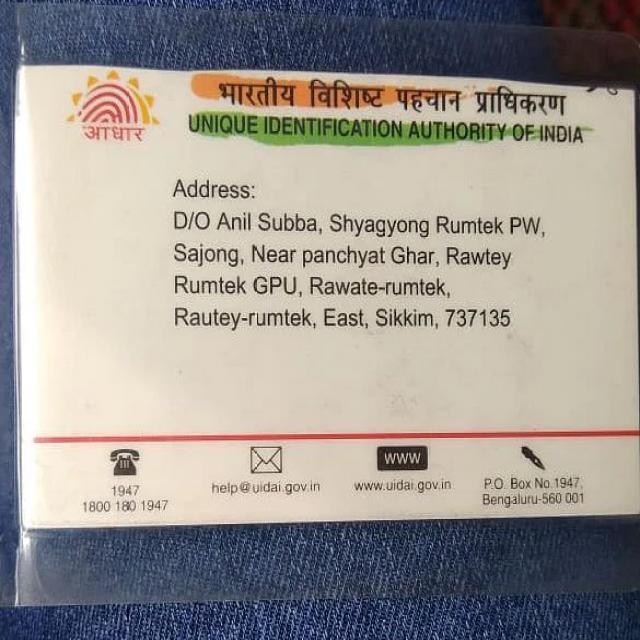 आधार
भारतीय विशिष्ट पहचान प्राधिकरण
UNIQUE IDENTIFICATION AUTHORITY OF INDIA
Address:
D/O Anil Subba, Shyagyong Rumtek PW,
Sajong, Near panchyat Ghar, Rawtey
Rumtek GPU, Rawate-rumtek,
Rautey-rumtek, East, Sikkim, 737135
1947
1800 180 1947
help@uidai.gov.in
www
www.uidai.gov.in
P.O. Box No.1947,
Bengaluru-560 001